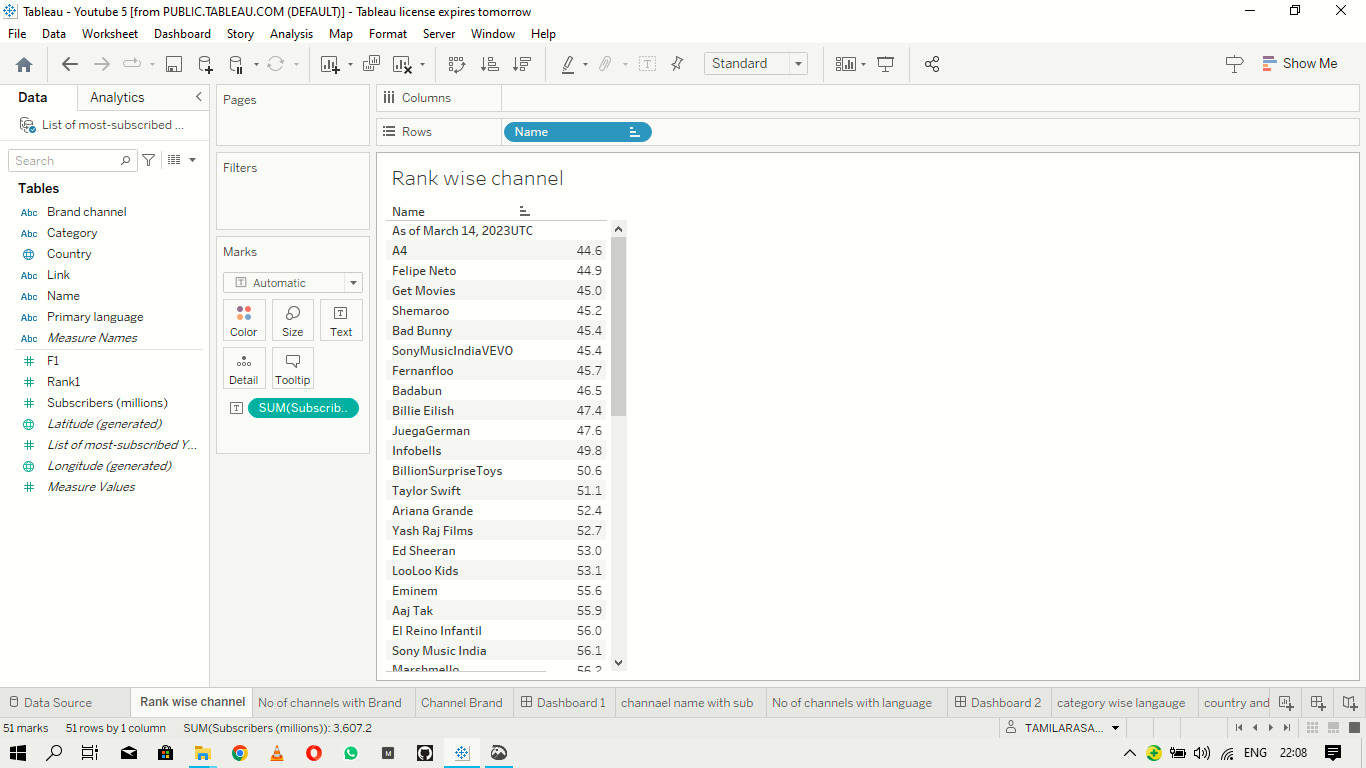 Tableau - Youtube 5 [from PUBLIC.TABLEAU.COM (DEFAULT)] - Tableau license expires tomorrow
File Data Worksheet Dashboard Story Analysis Map Format Server Window Help
Standard
Show Me
Data Analytics
List of most-subscribed ...
Search
Tables
Abc Brand channel
Abc Category
Country
Abc Link
Abc Name
Abc Primary language
Abc Measure Names
F1
Rank1
Subscribers (millions)
Latitude (generated)
List of most-subscribed Y...
Longitude (generated)
Measure Values
Pages
Filters
Marks
Automatic
Color Size Text
Detail Tooltip
SUM(Subscrib..
Columns
Rows Name
Rank wise channel
Name
As of March 14, 2023UTC
A4 44.6
Felipe Neto 44.9
Get Movies 45.0
Shemaroo 45.2
Bad Bunny 45.4
SonyMusicIndiaVEVO 45.4
Fernanfloo 45.7
Badabun 46.5
Billie Eilish 47.4
JuegaGerman 47.6
Infobells 49.8
BillionSurpriseToys 50.6
Taylor Swift 51.1
Ariana Grande 52.4
Yash Raj Films 52.7
Ed Sheeran 53.0
LooLoo Kids 53.1
Eminem 55.6
Aaj Tak 55.9
El Reino Infantil 56.0
Sony Music India 56.1
Marshmello 56.2
Data Source Rank wise channel No of channels with Brand Channel Brand Dashboard 1 channael name with sub No of channels with language Dashboard 2 category wise langauge country and
51 marks 51 rows by 1 column SUM(Subscribers (millions)): 3,607.2 TAMILARASA...
M ENG 22:08